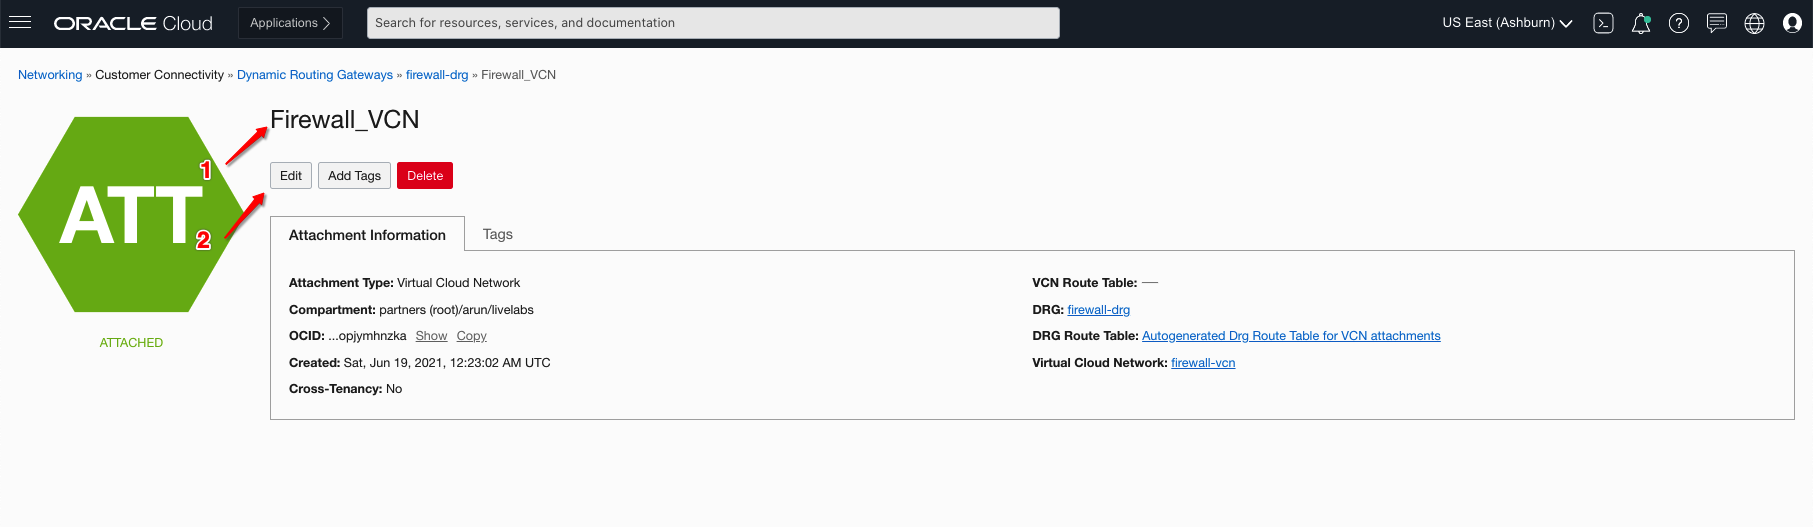 ORACLE Cloud Applications Search for resources, services, and documentation US East (Ashburn)
Networking » Customer Connectivity » Dynamic Routing Gateways » firewall-drg » Firewall_VCN
Firewall_VCN
1
Edit Add Tags Delete
ATT
2
Attachment Information Tags
ATTACHED
Attachment Type: Virtual Cloud Network
Compartment: partners (root)/arun/livelabs
OCID: ...opjymhnzka Show Copy
Created: Sat, Jun 19, 2021, 12:23:02 AM UTC
Cross-Tenancy: No
VCN Route Table: —
DRG: firewall-drg
DRG Route Table: Autogenerated Drg Route Table for VCN attachments
Virtual Cloud Network: firewall-vcn